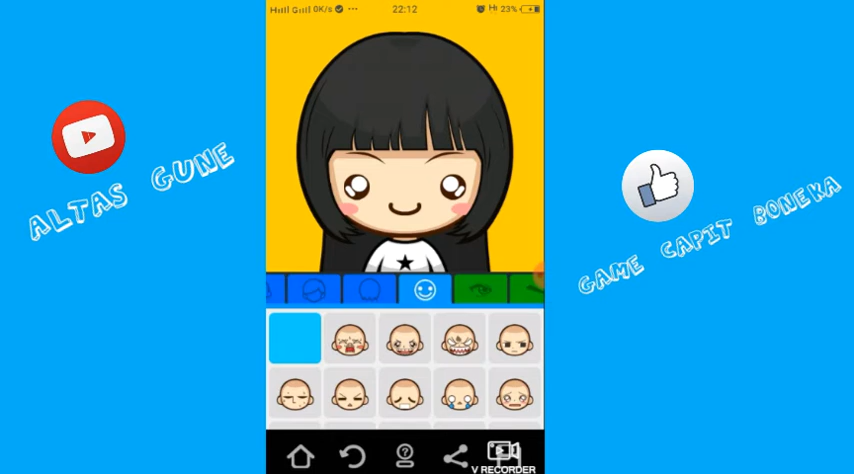 0K/s
22:12
23%
ALTAS GUNE
GAME CAPIT BONEKA
V RECORDER